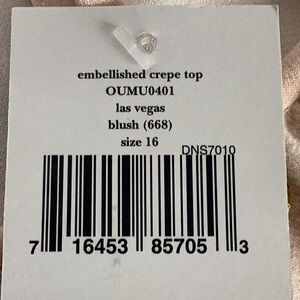 embellished crepe top
OUMU0401
las vegas
blush (668)
size 16
DNS7010
7 16453 85705 3